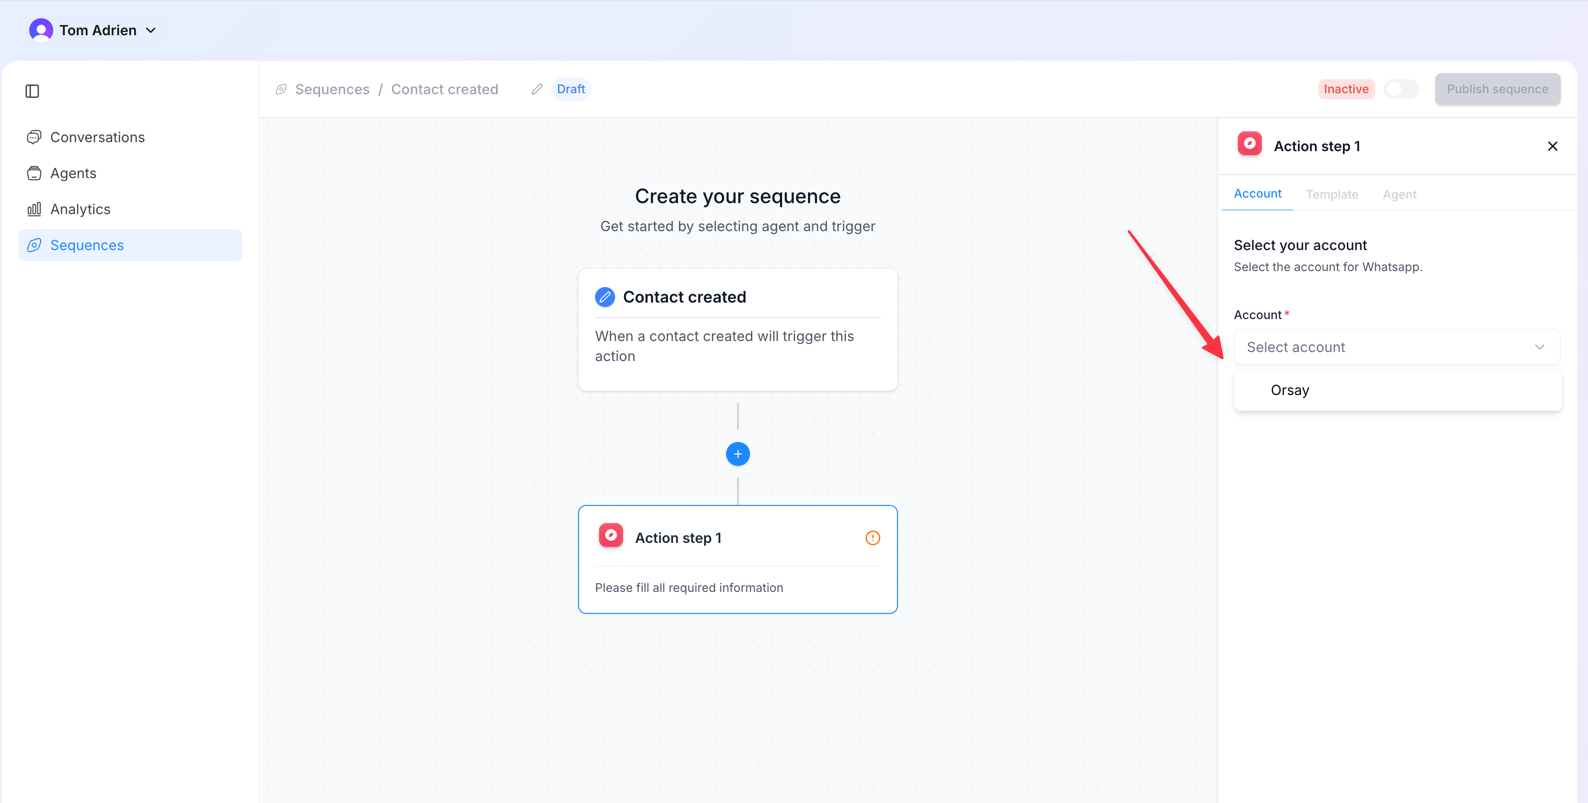 Tom Adrien
Conversations
Agents
Analytics
Sequences
Sequences / Contact created
Draft
Inactive
Publish sequence
Create your sequence
Get started by selecting agent and trigger
Contact created
When a contact created will trigger this
action
+
Action step 1
Please fill all required information
Action step 1
Account Template Agent
Select your account
Select the account for Whatsapp.
Account *
Select account
Orsay